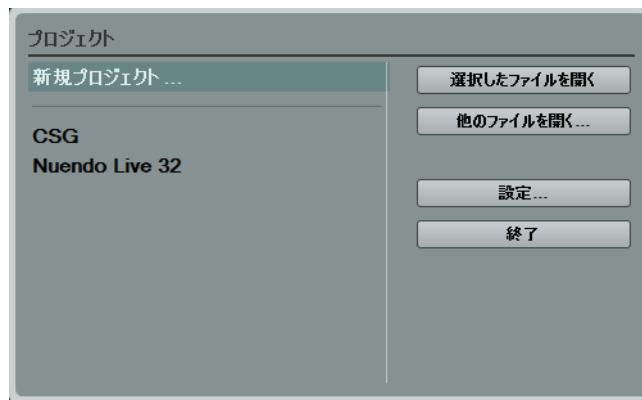 プロジェクト
新規プロジェクト ...
CSG
Nuendo Live 32
選択したファイルを開く
他のファイルを開く...
設定...
終了